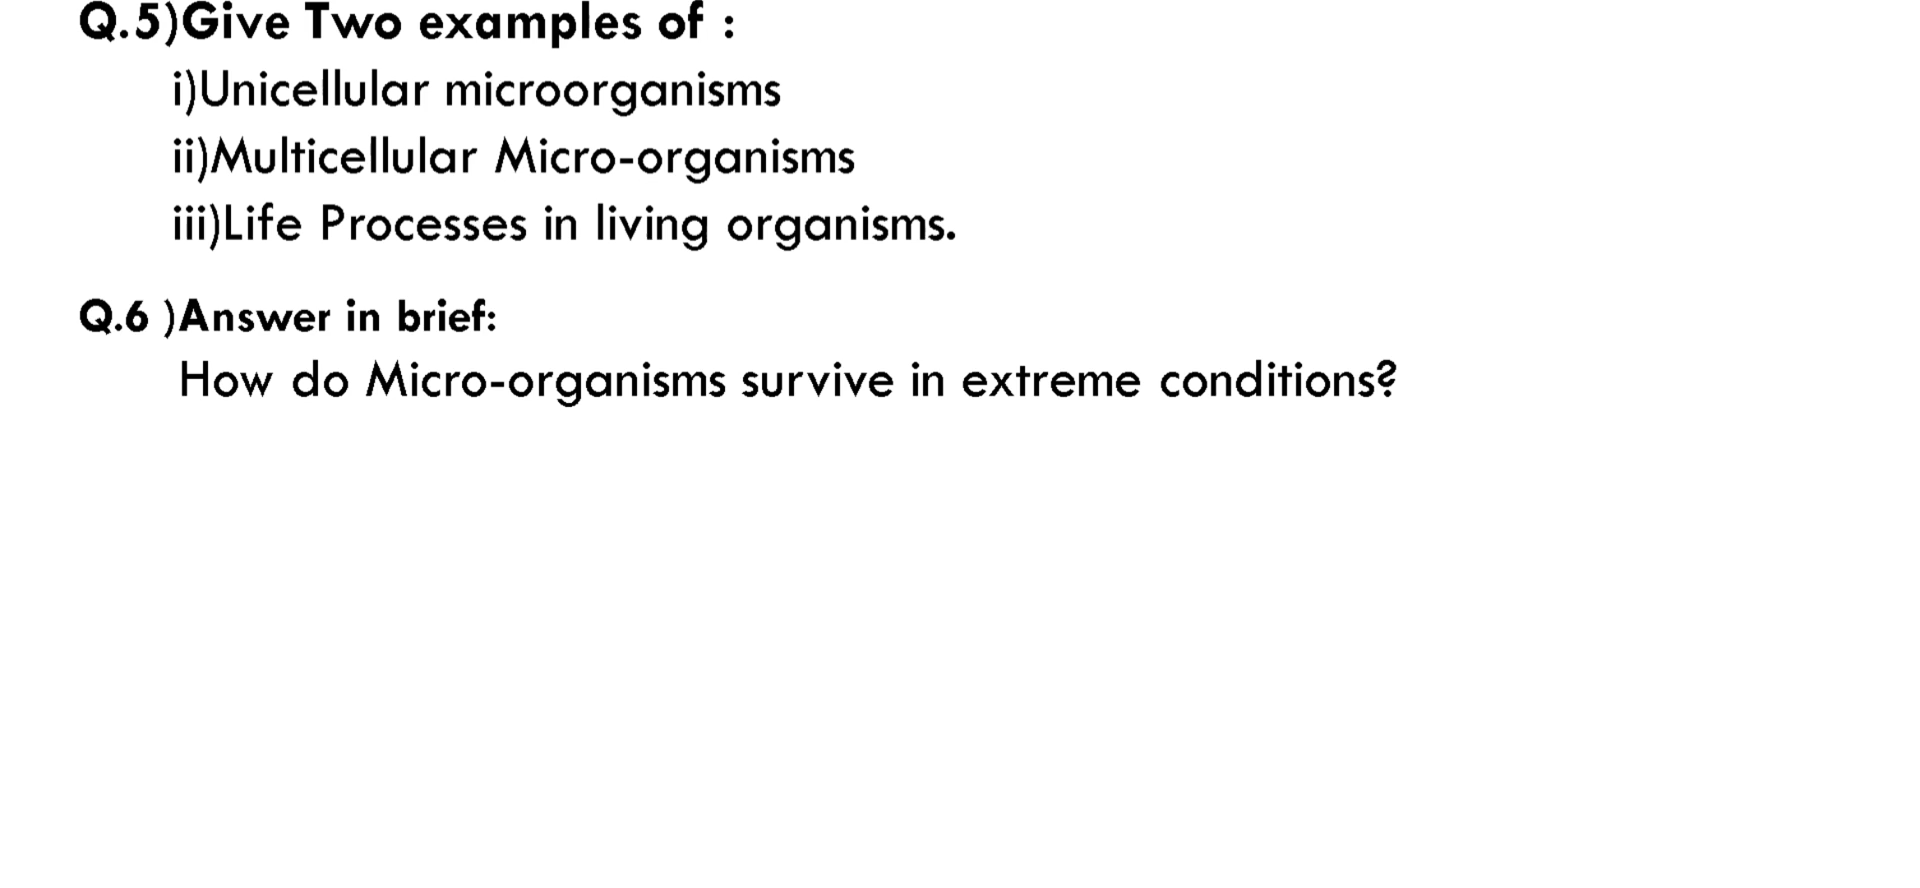 Q.5)Give Two examples of :
i)Unicellular microorganisms
ii)Multicellular Micro-organisms
iii)Life Processes in living organisms.
Q.6 )Answer in brief:
How do Micro-organisms survive in extreme conditions?